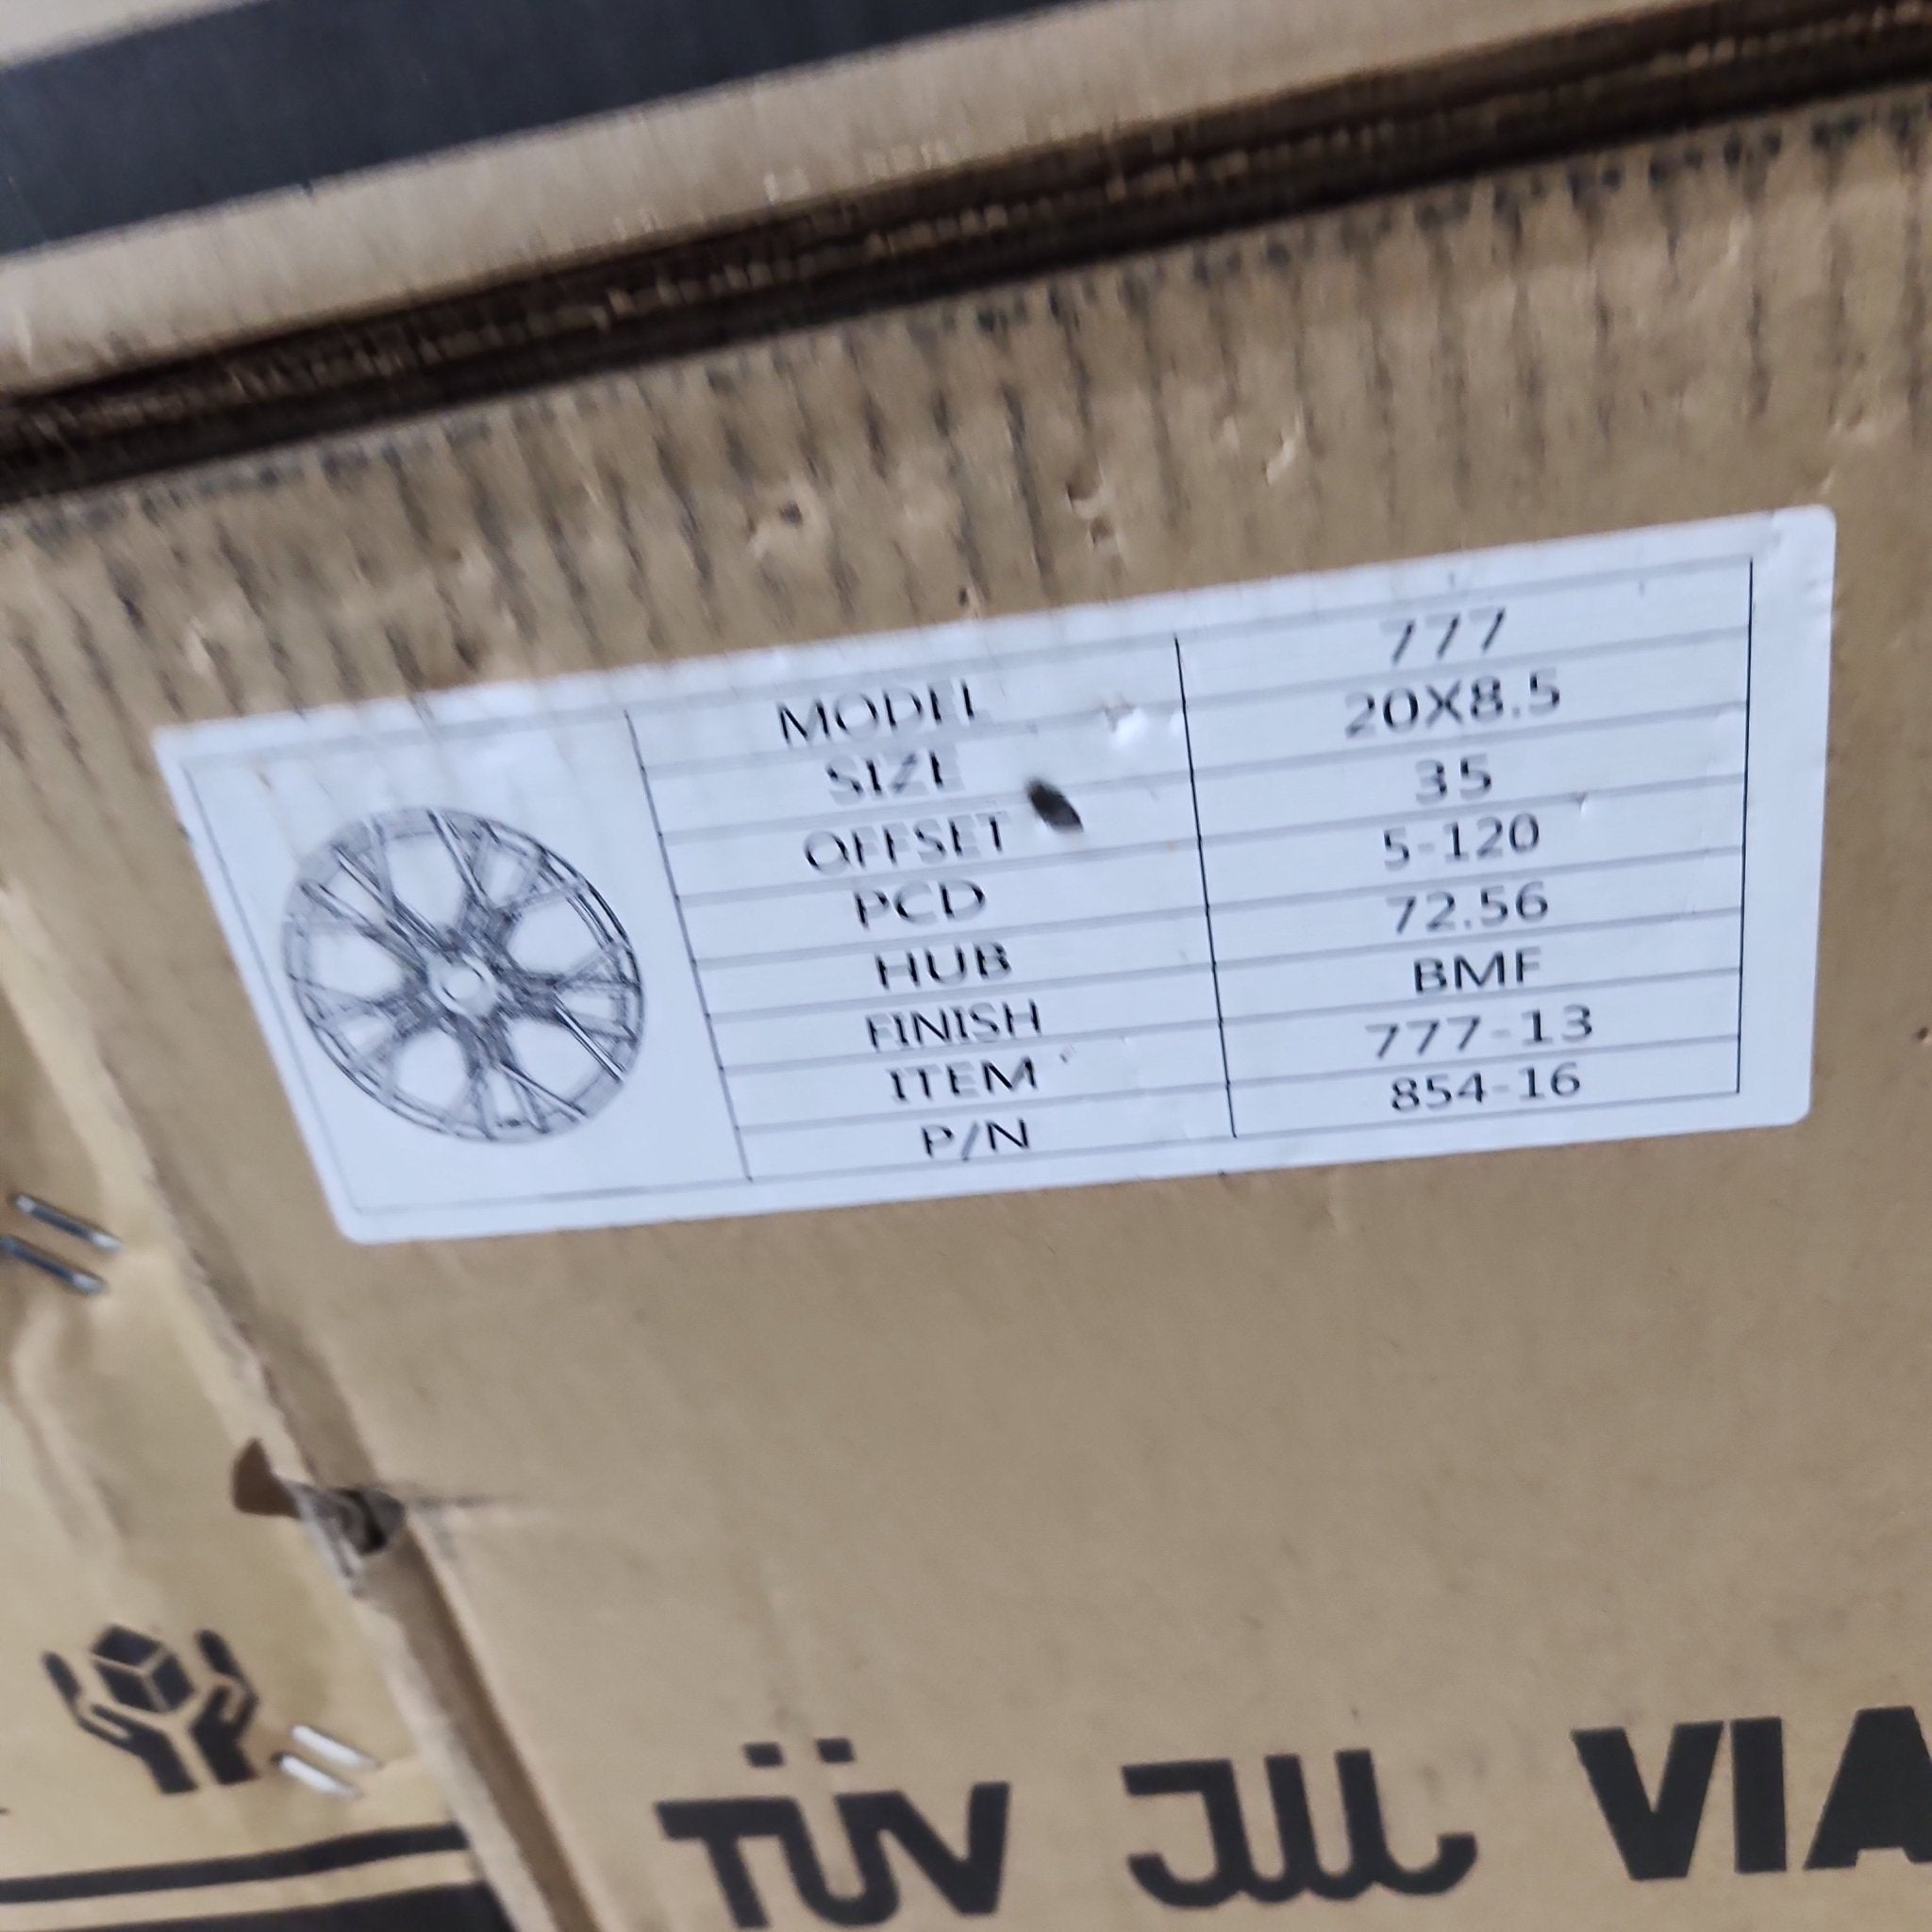 MODEL 777
SIZE 20X8.5
OFFSET 35
PCD 5-120
HUB 72.56
FINISH BMF
ITEM 777-13
P/N 854-16
TÜV JWL VIA